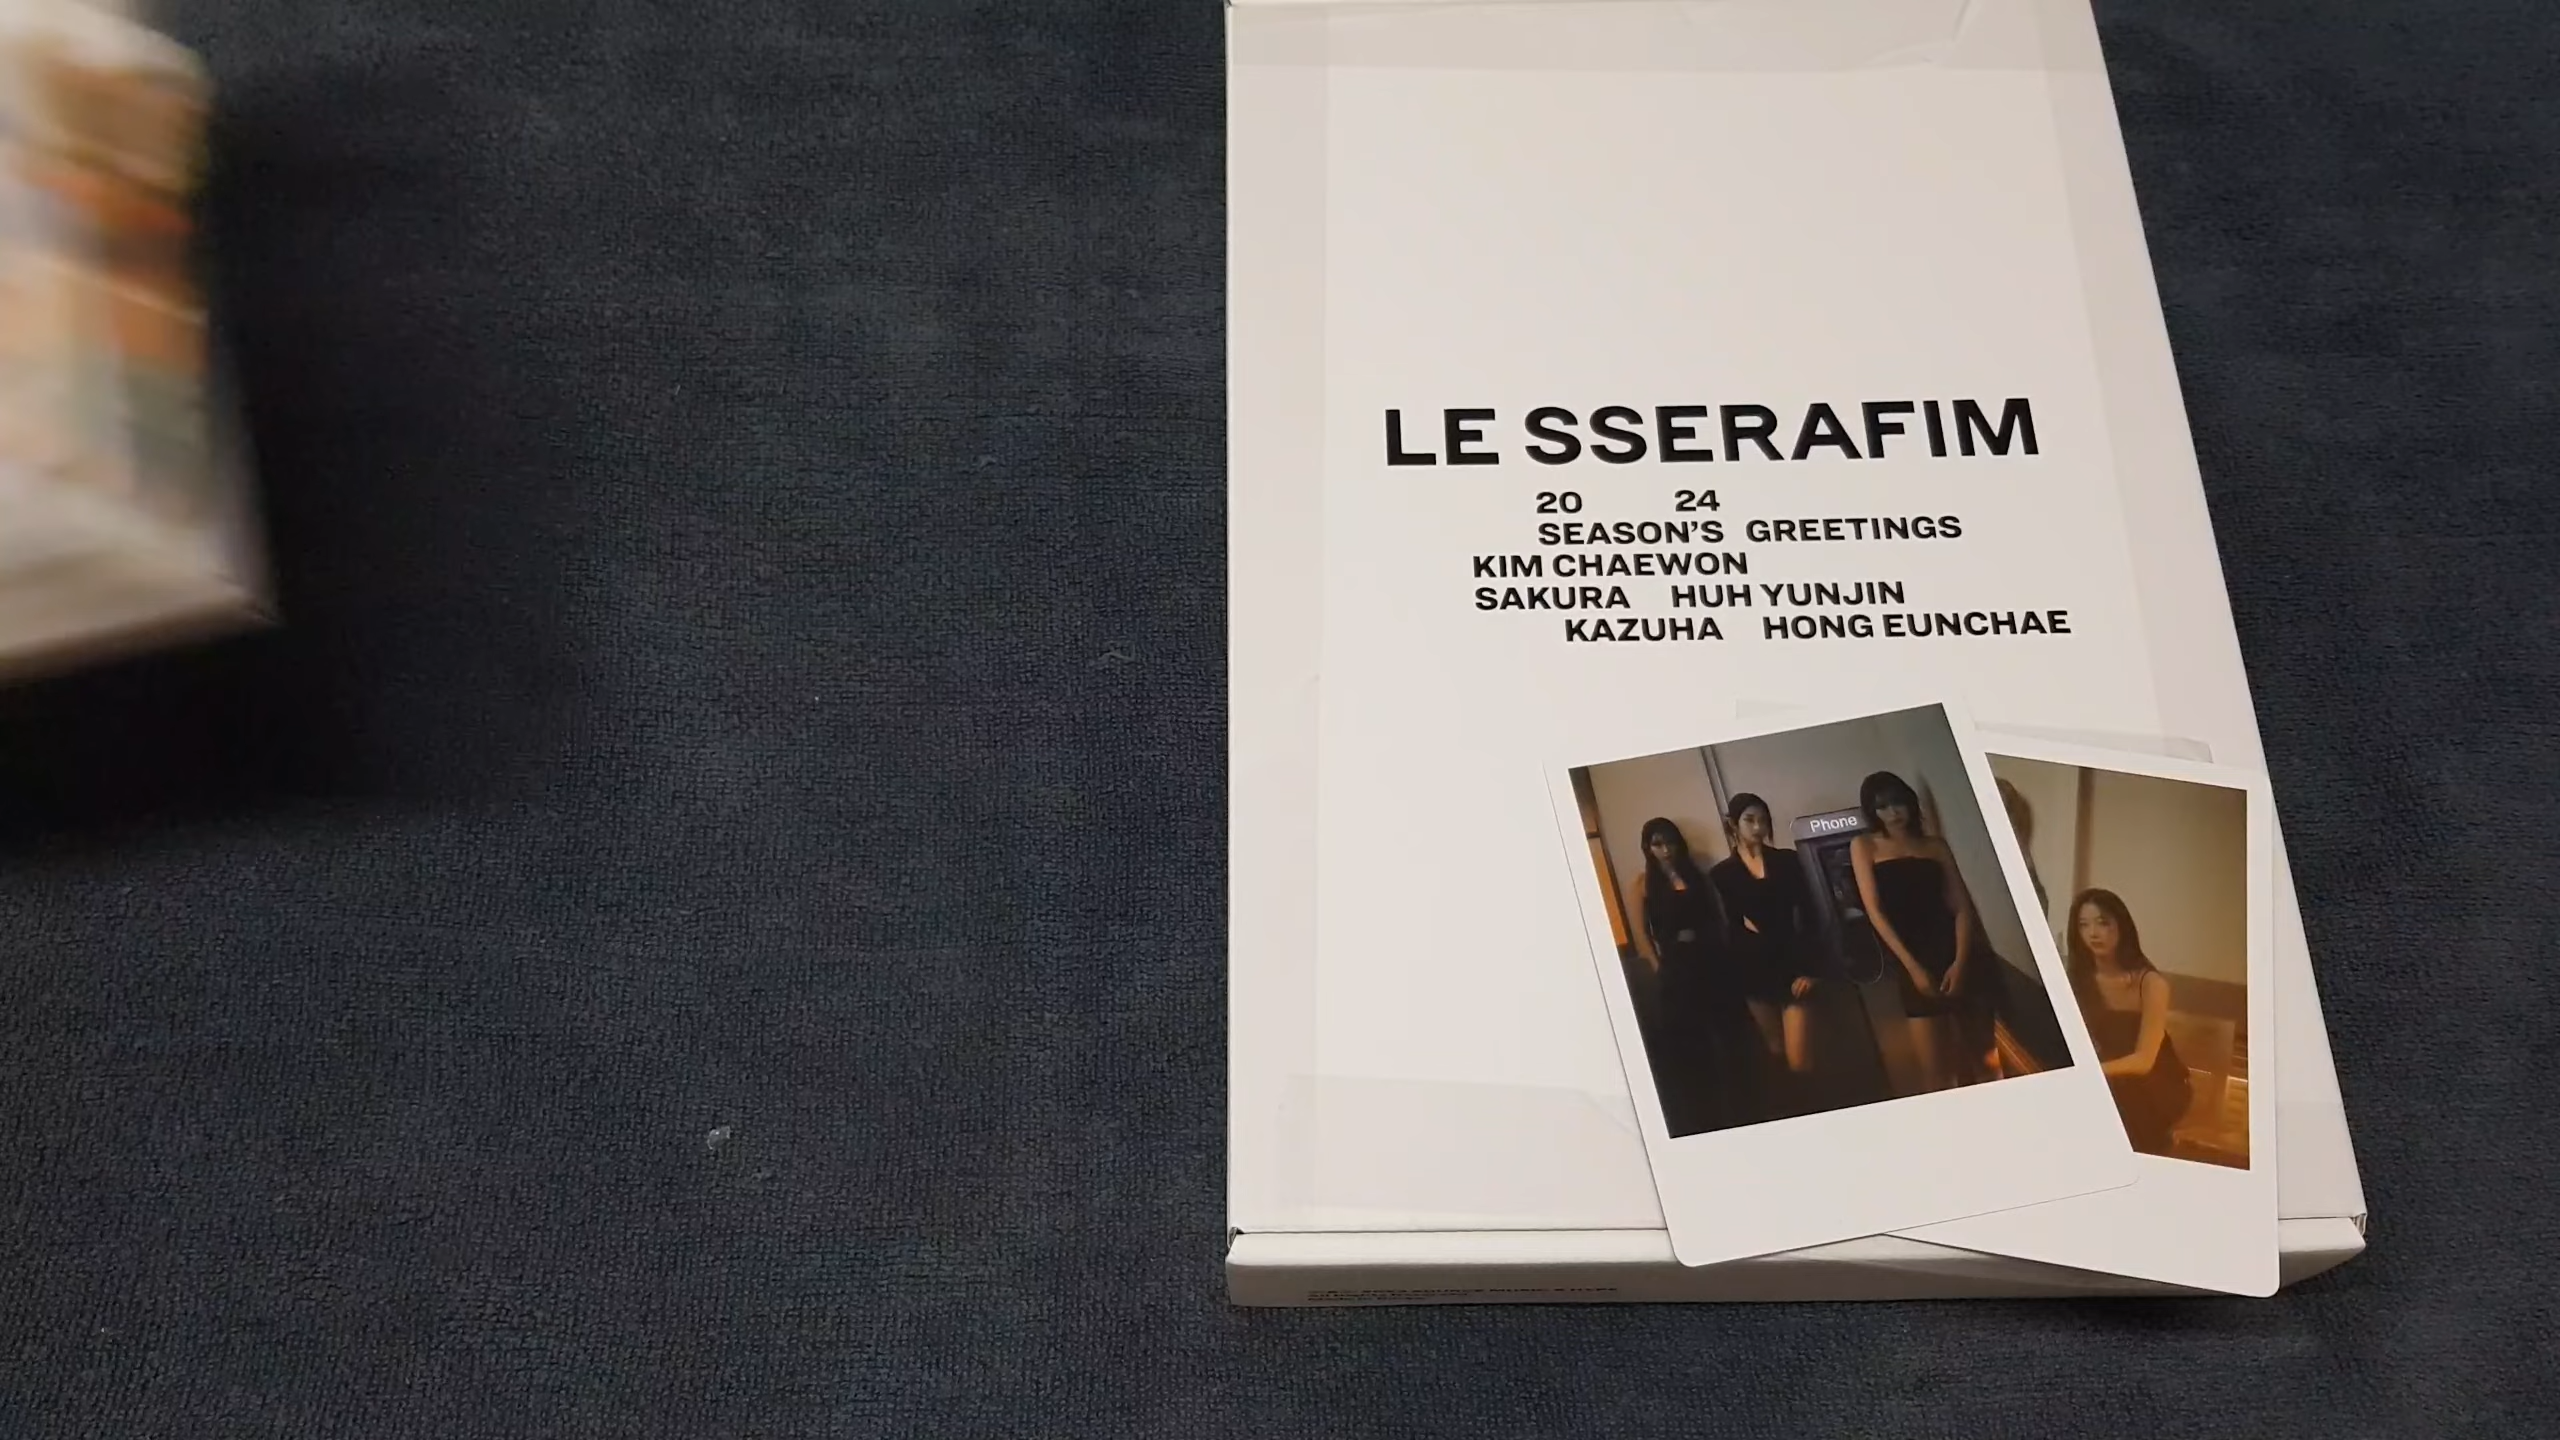 LE SSERAFIM
20 24
SEASON'S GREETINGS
KIM CHAEWON
SAKURA HUH YUNJIN
KAZUHA HONG EUNCHAE
Phone